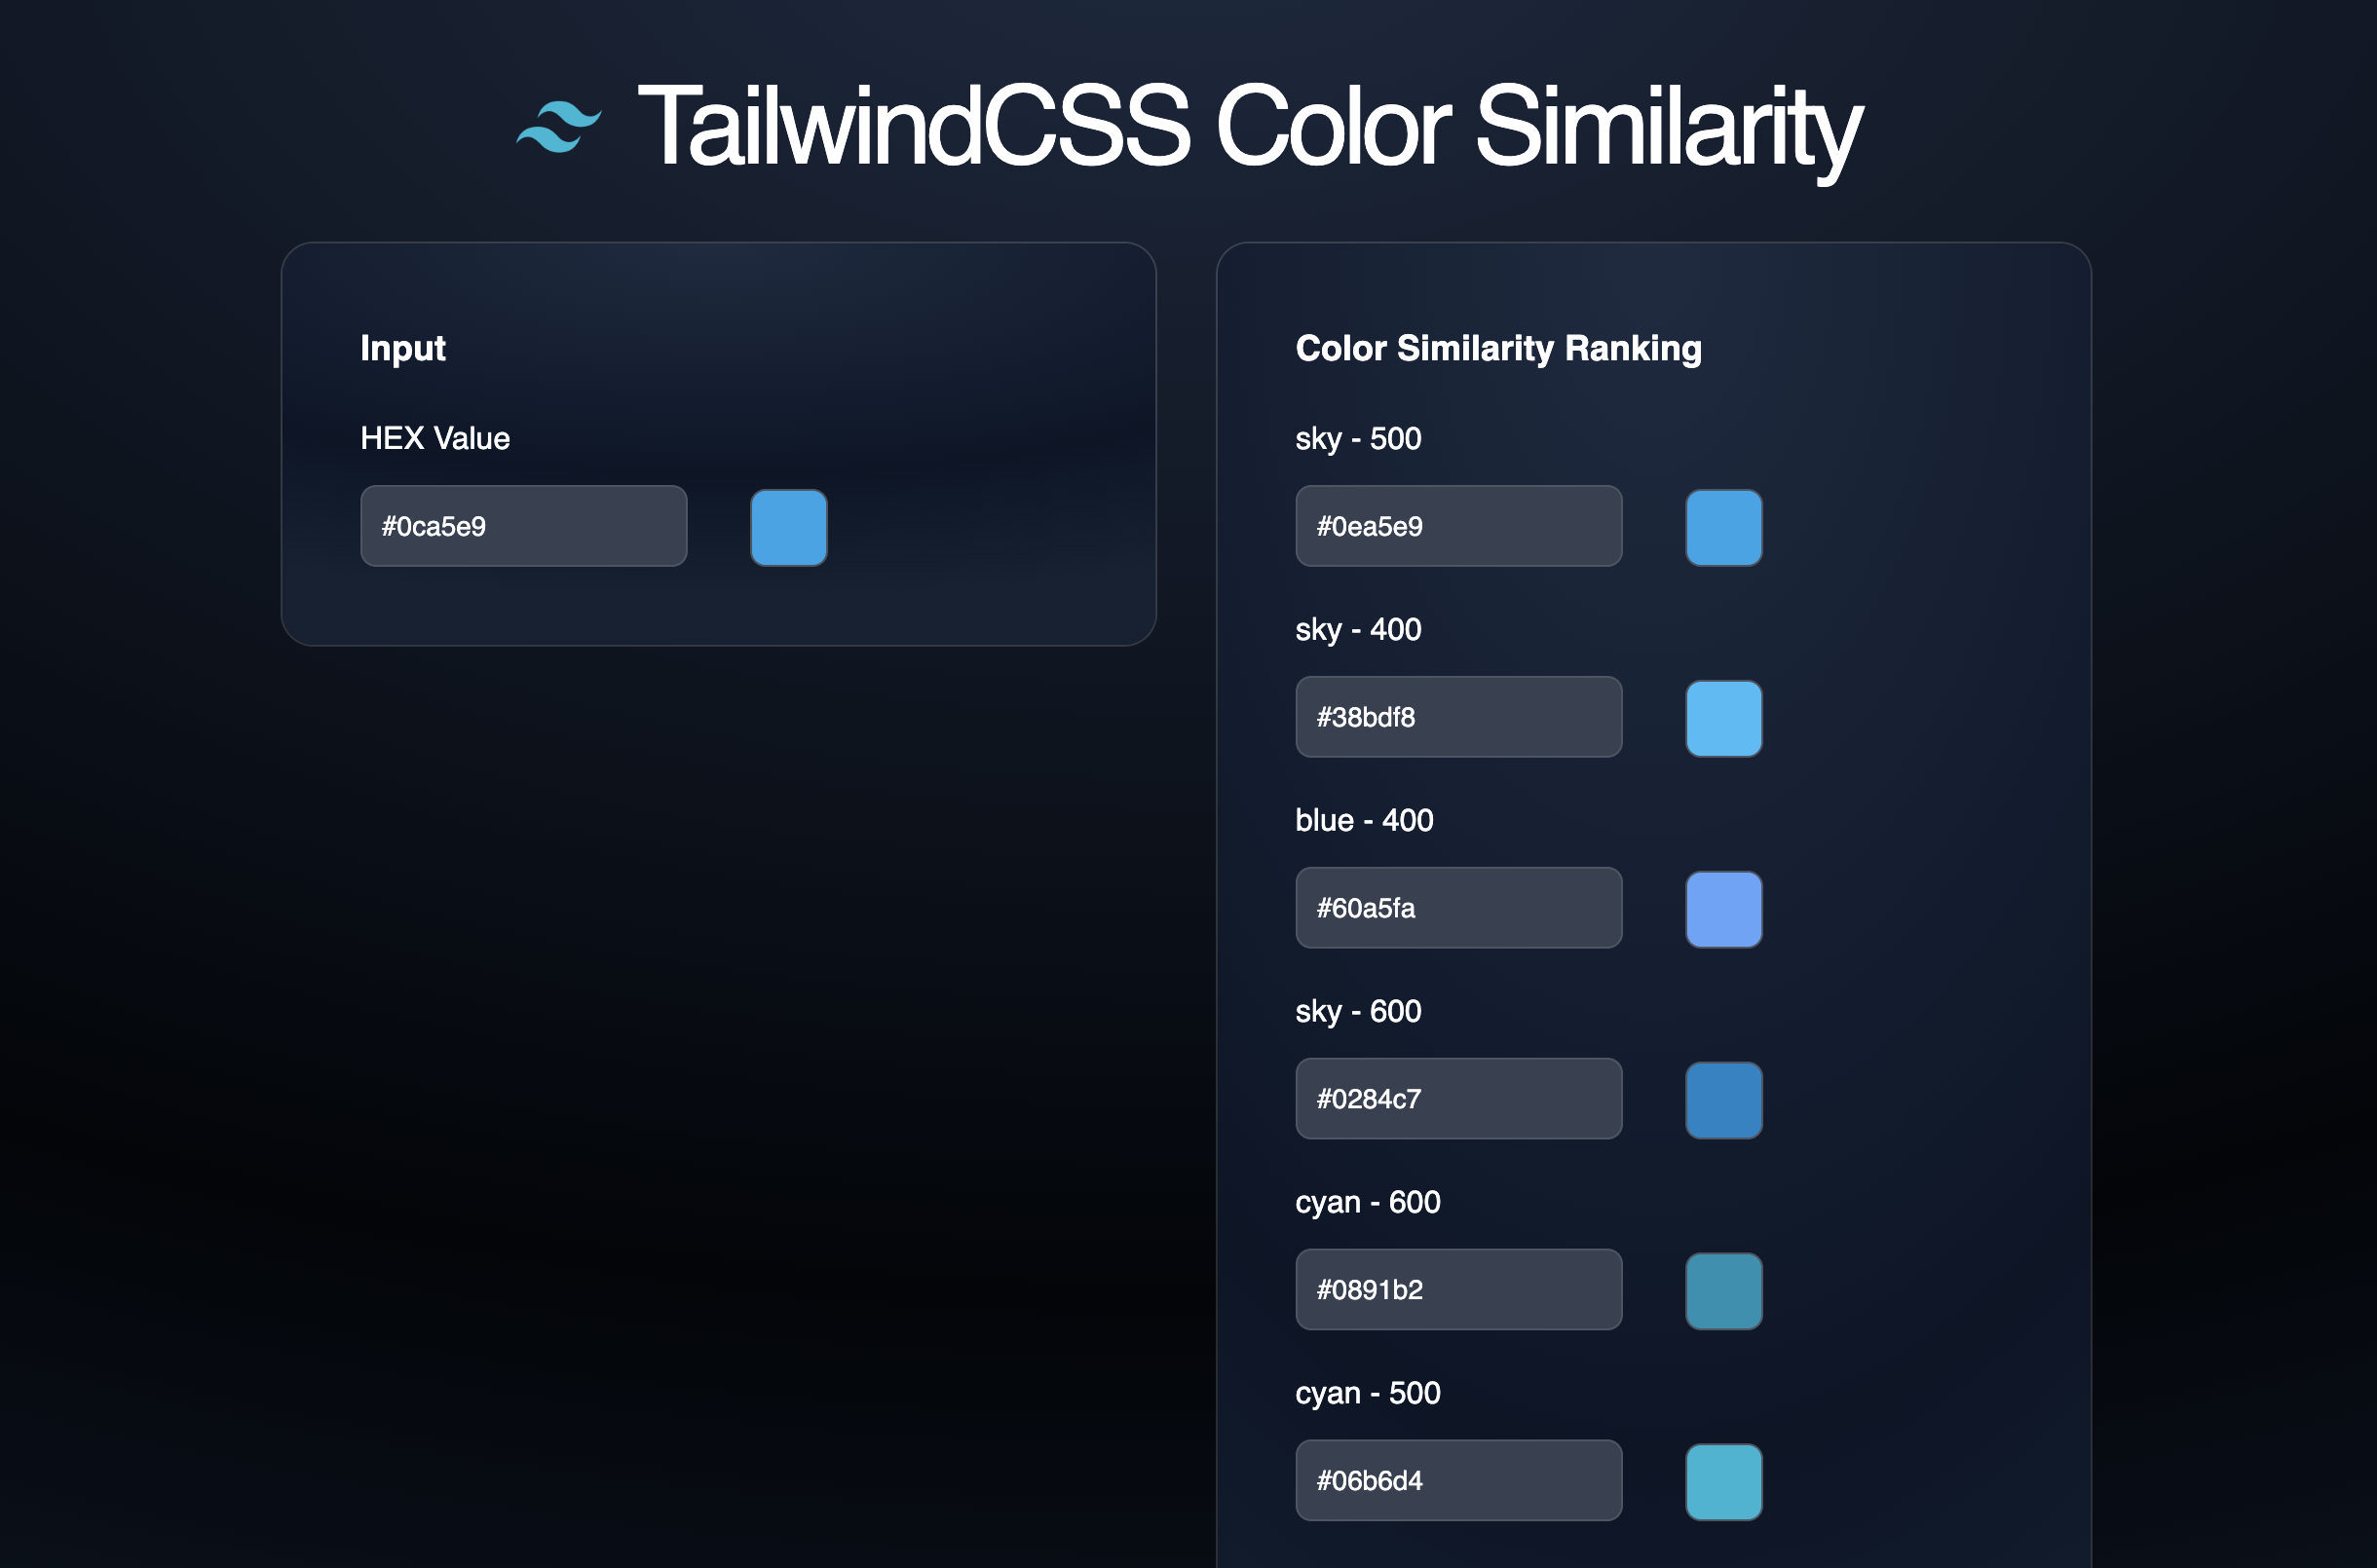 TailwindCSS Color Similarity
Input
HEX Value
#0ca5e9
Color Similarity Ranking
sky - 500
#0ea5e9
sky - 400
#38bdf8
blue - 400
#60a5fa
sky - 600
#0284c7
cyan - 600
#0891b2
cyan - 500
#06b6d4